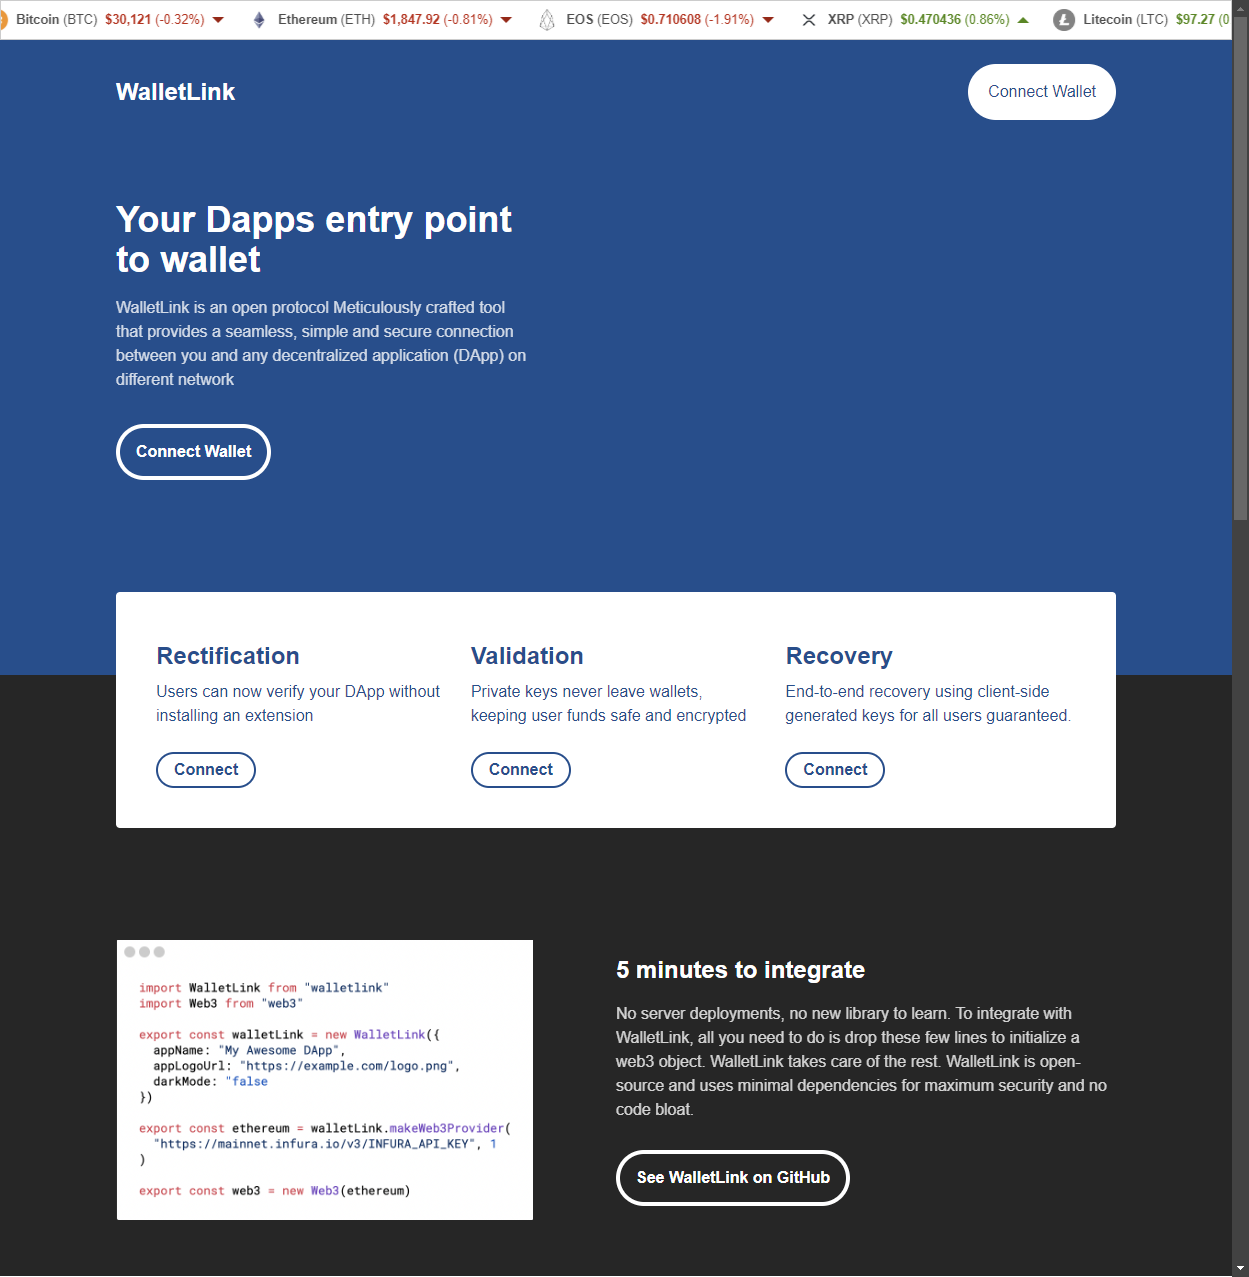 Bitcoin (BTC) $30,121 (-0.32%) Ethereum (ETH) $1,847.92 (-0.81%) EOS (EOS) $0.710608 (-1.91%) XRP (XRP) $0.470436 (0.86%) Litecoin (LTC) $97.27 (0
WalletLink
Connect Wallet
Your Dapps entry point
to wallet
WalletLink is an open protocol Meticulously crafted tool
that provides a seamless, simple and secure connection
between you and any decentralized application (DApp) on
different network
Connect Wallet
Rectification
Users can now verify your DApp without
installing an extension
Connect
Validation
Private keys never leave wallets,
keeping user funds safe and encrypted
Connect
Recovery
End-to-end recovery using client-side
generated keys for all users guaranteed.
Connect
import WalletLink from "walletlink"
import Web3 from "web3"
export const walletLink = new WalletLink({
appName: "My Awesome DApp",
appLogoUrl: "https://example.com/logo.png",
darkMode: "false
})
export const ethereum = walletLink.makeWeb3Provider(
"https://mainnet.infura.io/v3/INFURA_API_KEY", 1
)
export const web3 = new Web3(ethereum)
5 minutes to integrate
No server deployments, no new library to learn. To integrate with
WalletLink, all you need to do is drop these few lines to initialize a
web3 object. WalletLink takes care of the rest. WalletLink is open-
source and uses minimal dependencies for maximum security and no
code bloat.
See WalletLink on GitHub